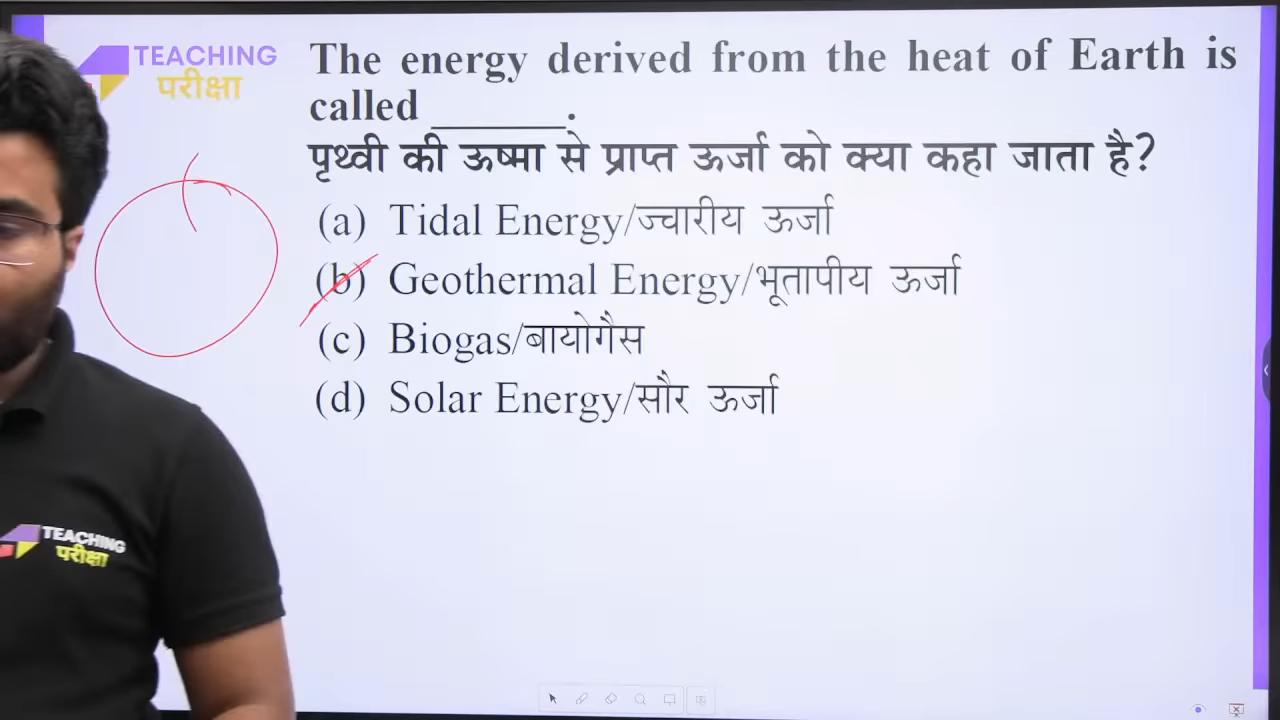 TEACHING
परीक्षा
The energy derived from the heat of Earth is
called ______.
पृथ्वी की ऊष्मा से प्राप्त ऊर्जा को क्या कहा जाता है?
(a) Tidal Energy/ज्वारीय ऊर्जा
(b) Geothermal Energy/भूतापीय ऊर्जा
(c) Biogas/बायोगैस
(d) Solar Energy/सौर ऊर्जा
TEACHING
परीक्षा